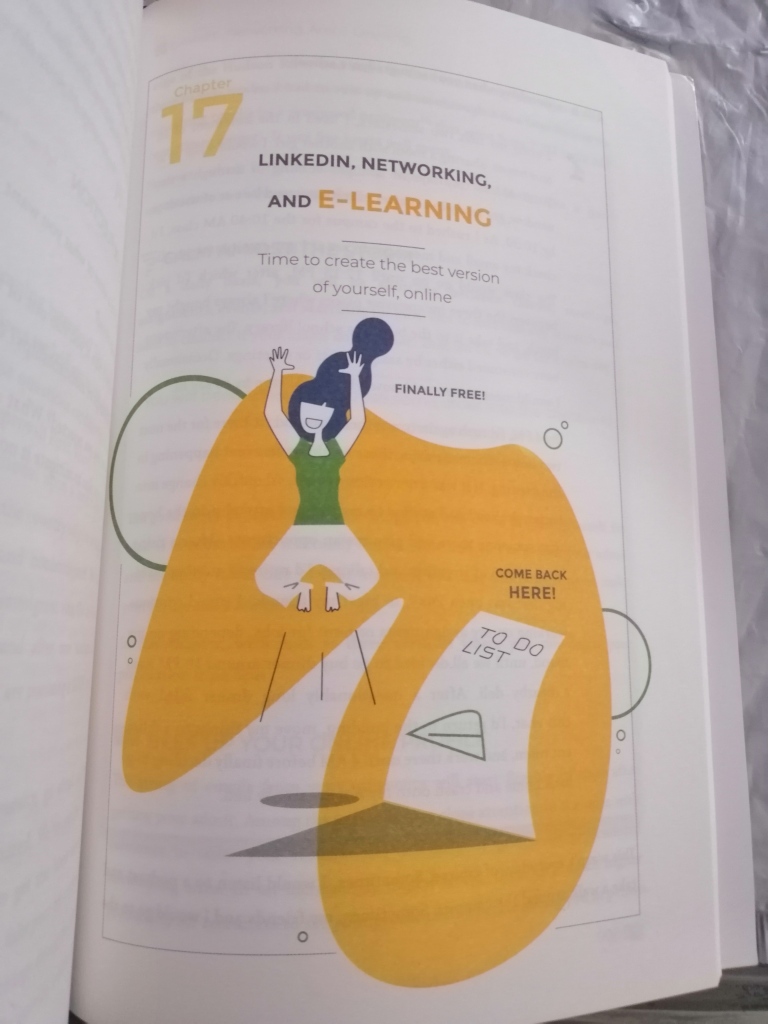 Chapter
17
LINKEDIN, NETWORKING,
AND E-LEARNING
Time to create the best version
of yourself, online
FINALLY FREE!
COME BACK
HERE!
TO DO
LIST